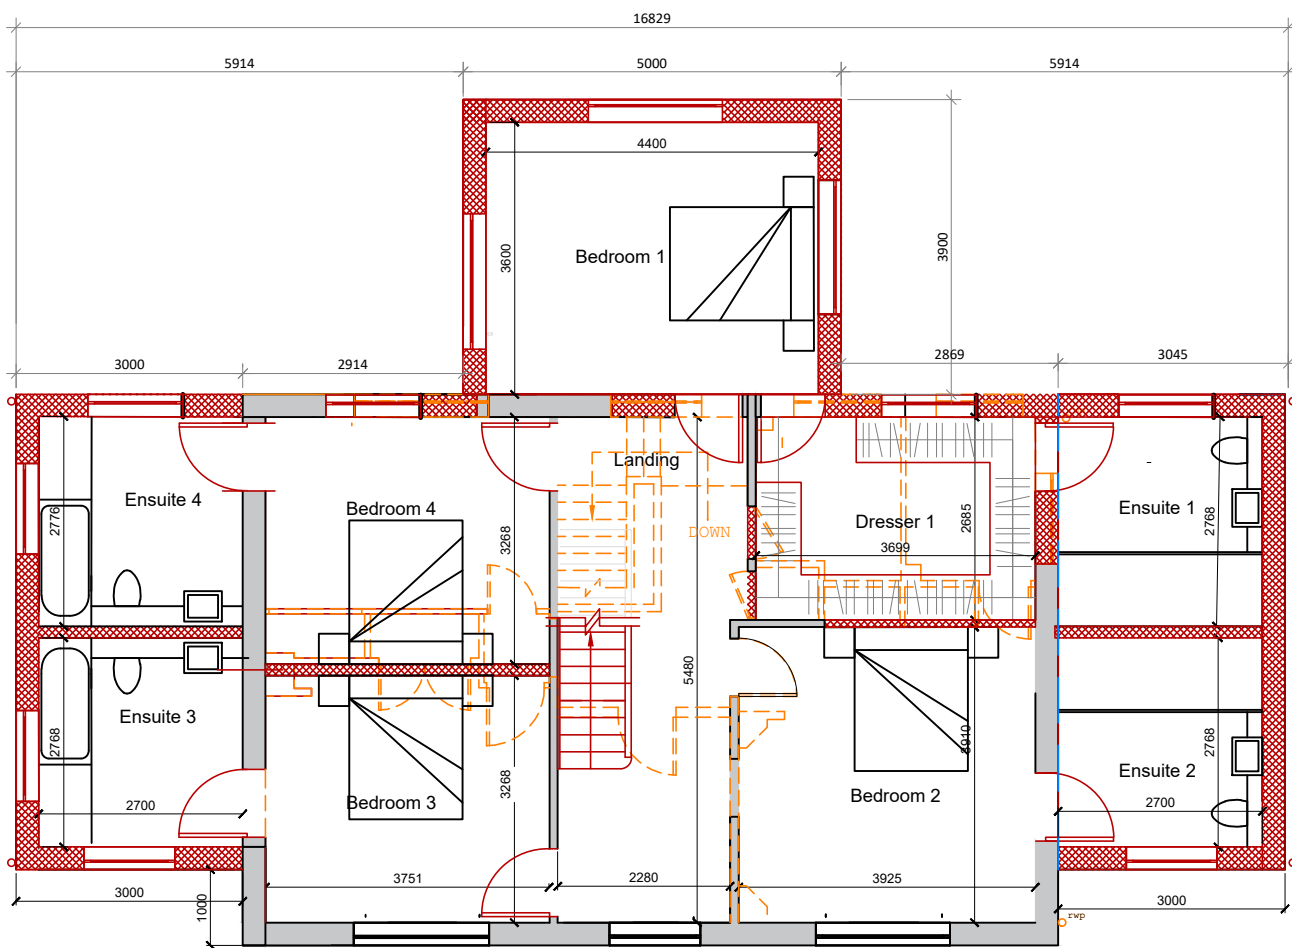 16829
5914
5000
5914
4400
3600
Bedroom 1
3900
3000
2914
2869
3045
Landing
Ensuite 4
2776
Bedroom 4
3268
DOWN
Dresser 1
3699
2685
Ensuite 1
2768
Ensuite 3
2768
2700
Bedroom 3
3268
5480
Bedroom 2
3910
Ensuite 2
2768
2700
3000
1000
3751
2280
3925
3000
rwp